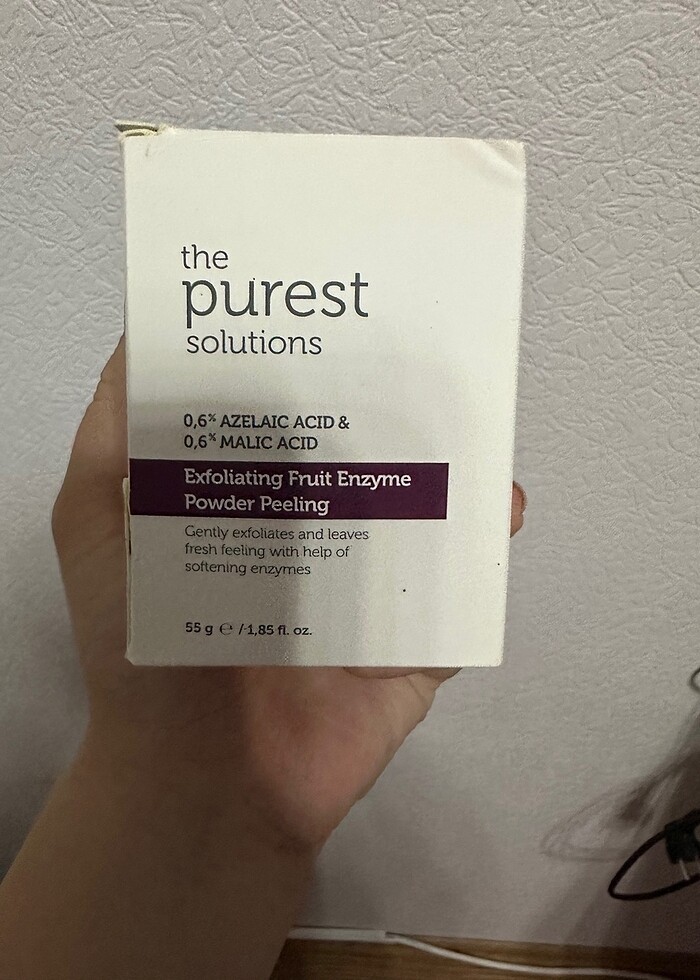 the
purest
solutions
0,6% AZELAIC ACID &
0,6% MALIC ACID
Exfoliating Fruit Enzyme
Powder Peeling
Gently exfoliates and leaves
fresh feeling with help of
softening enzymes
55 g ℮ / 1,85 fl. oz.